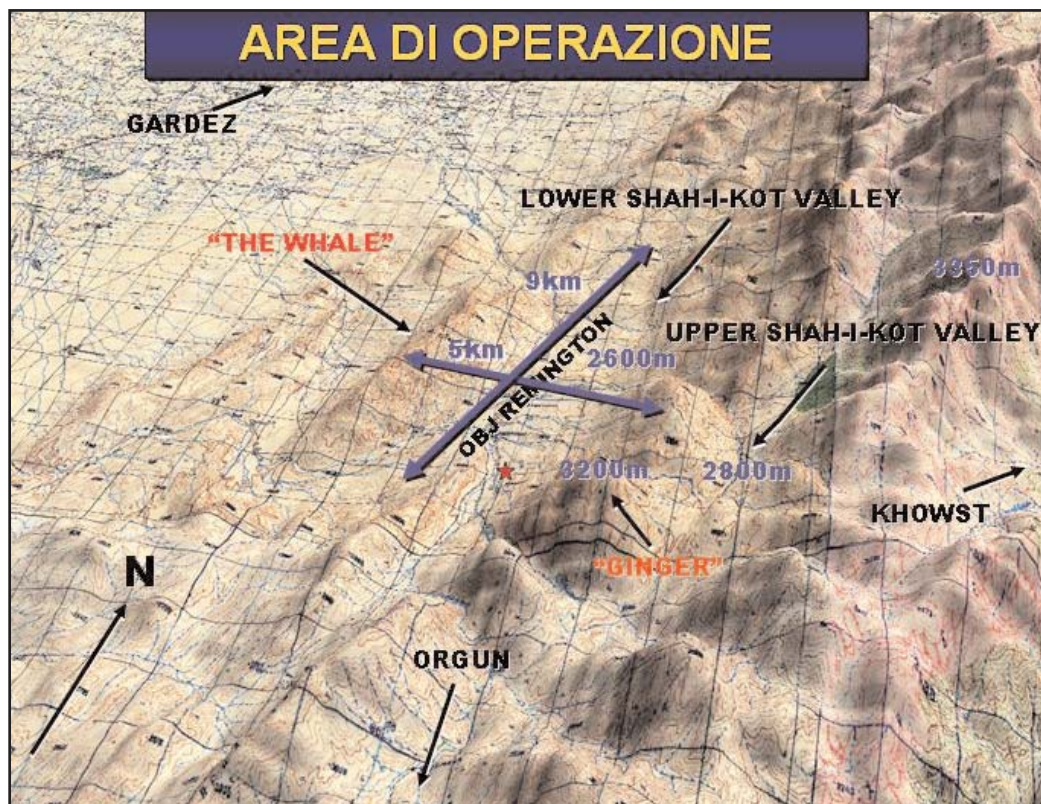 AREA DI OPERAZIONE
GARDEZ
LOWER SHAH-I-KOT VALLEY
"THE WHALE"
3350m
9km
UPPER SHAH-I-KOT VALLEY
5km
2600m
OBJ REMINGTON
3200m
2800m
KHOWST
"GINGER"
N
ORGUN